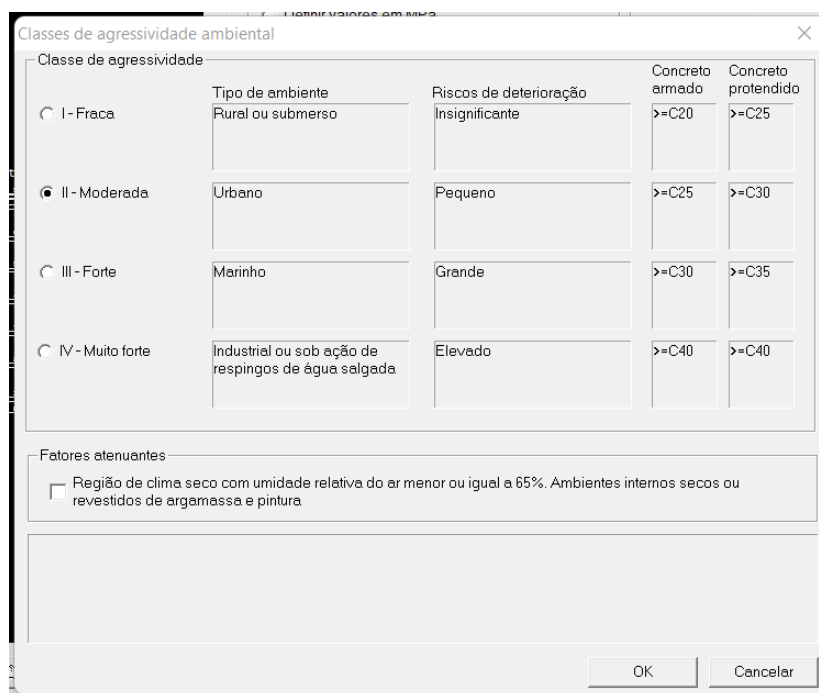 Definir valores em MPa
Classes de agressividade ambiental
Classe de agressividade
Concreto armado
Concreto protendido
Tipo de ambiente
Riscos de deterioração
I - Fraca
Rural ou submerso
Insignificante
>=C20
>=C25
II - Moderada
Urbano
Pequeno
>=C25
>=C30
III - Forte
Marinho
Grande
>=C30
>=C35
IV - Muito forte
Industrial ou sob ação de
respingos de água salgada
Elevado
>=C40
>=C40
Fatores atenuantes
Região de clima seco com umidade relativa do ar menor ou igual a 65%. Ambientes internos secos ou
revestidos de argamassa e pintura
OK
Cancelar